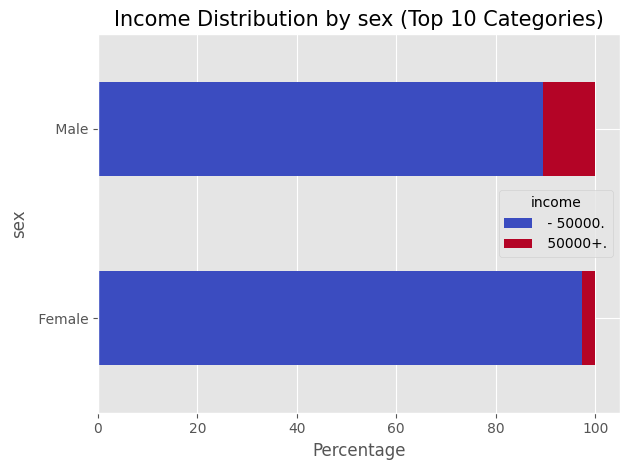 Income Distribution by sex (Top 10 Categories)
Male
sex
income
- 50000.
50000+.
Female
0 20 40 60 80 100
Percentage